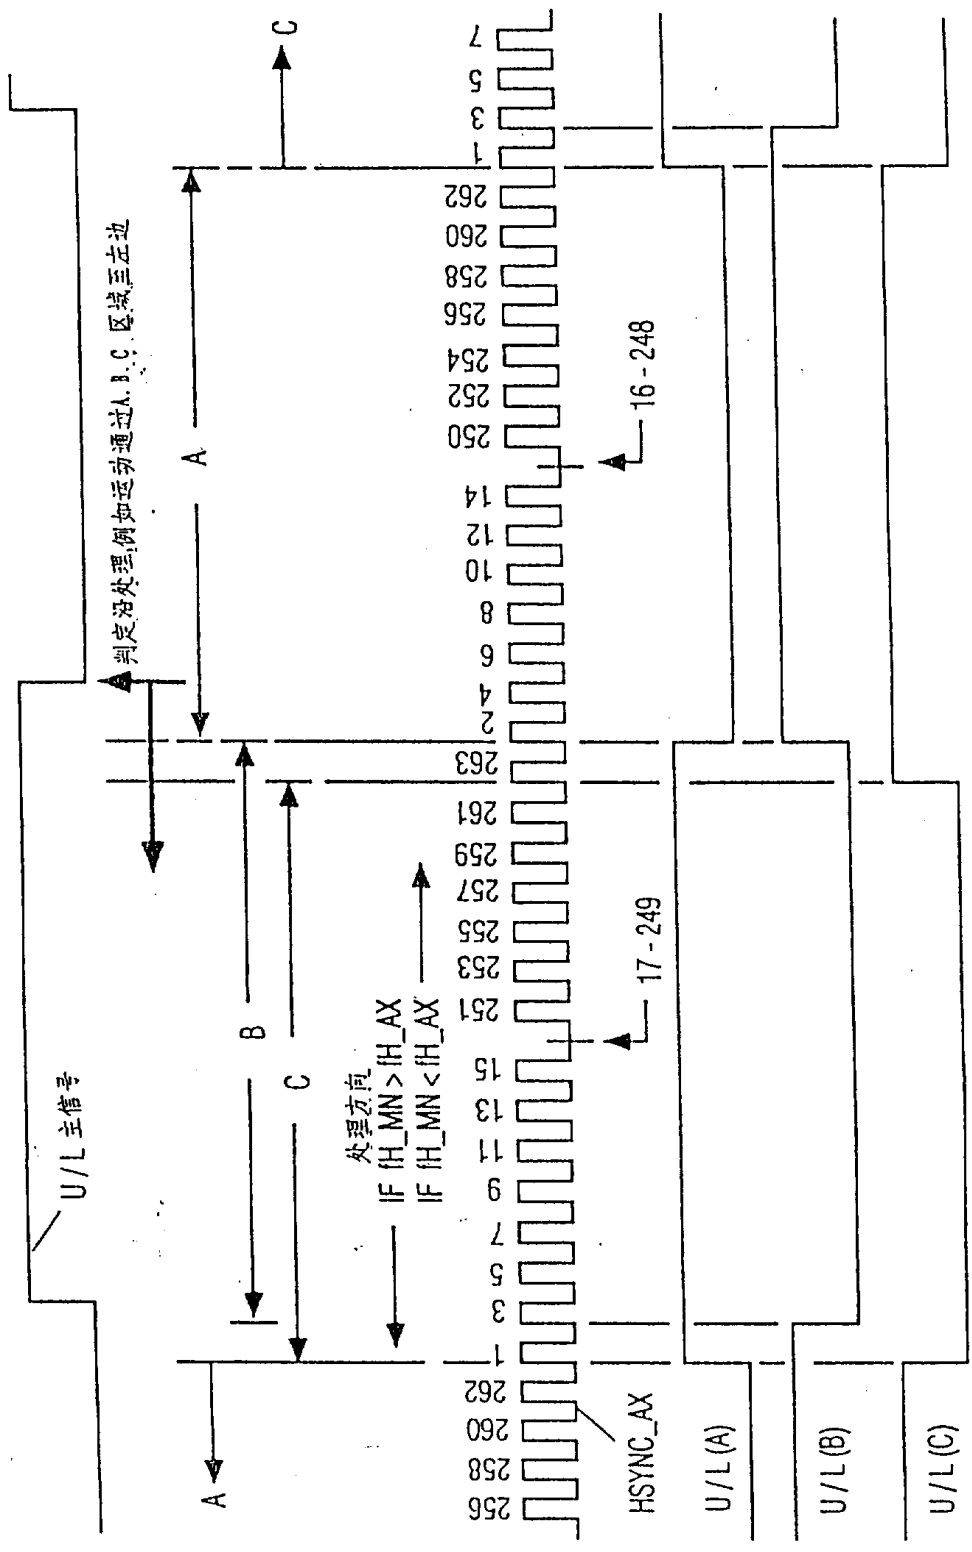 U/L 主信号
判定沿处理,例如运动通过A.B.C.区域至左边
A
B
C
A
C
处理方向
IF fH_MN>fH_AX
IF fH_MN<fH_AX
256 258 260 262 1 3 5 7 9 11 13 15 251 253 255 257 259 261 263 2 4 6 8 10 12 14 250 252 254 256 258 260 262 1 3 5 7
17-249
16-248
HSYNC_AX
U/L(A)
U/L(B)
U/L(C)